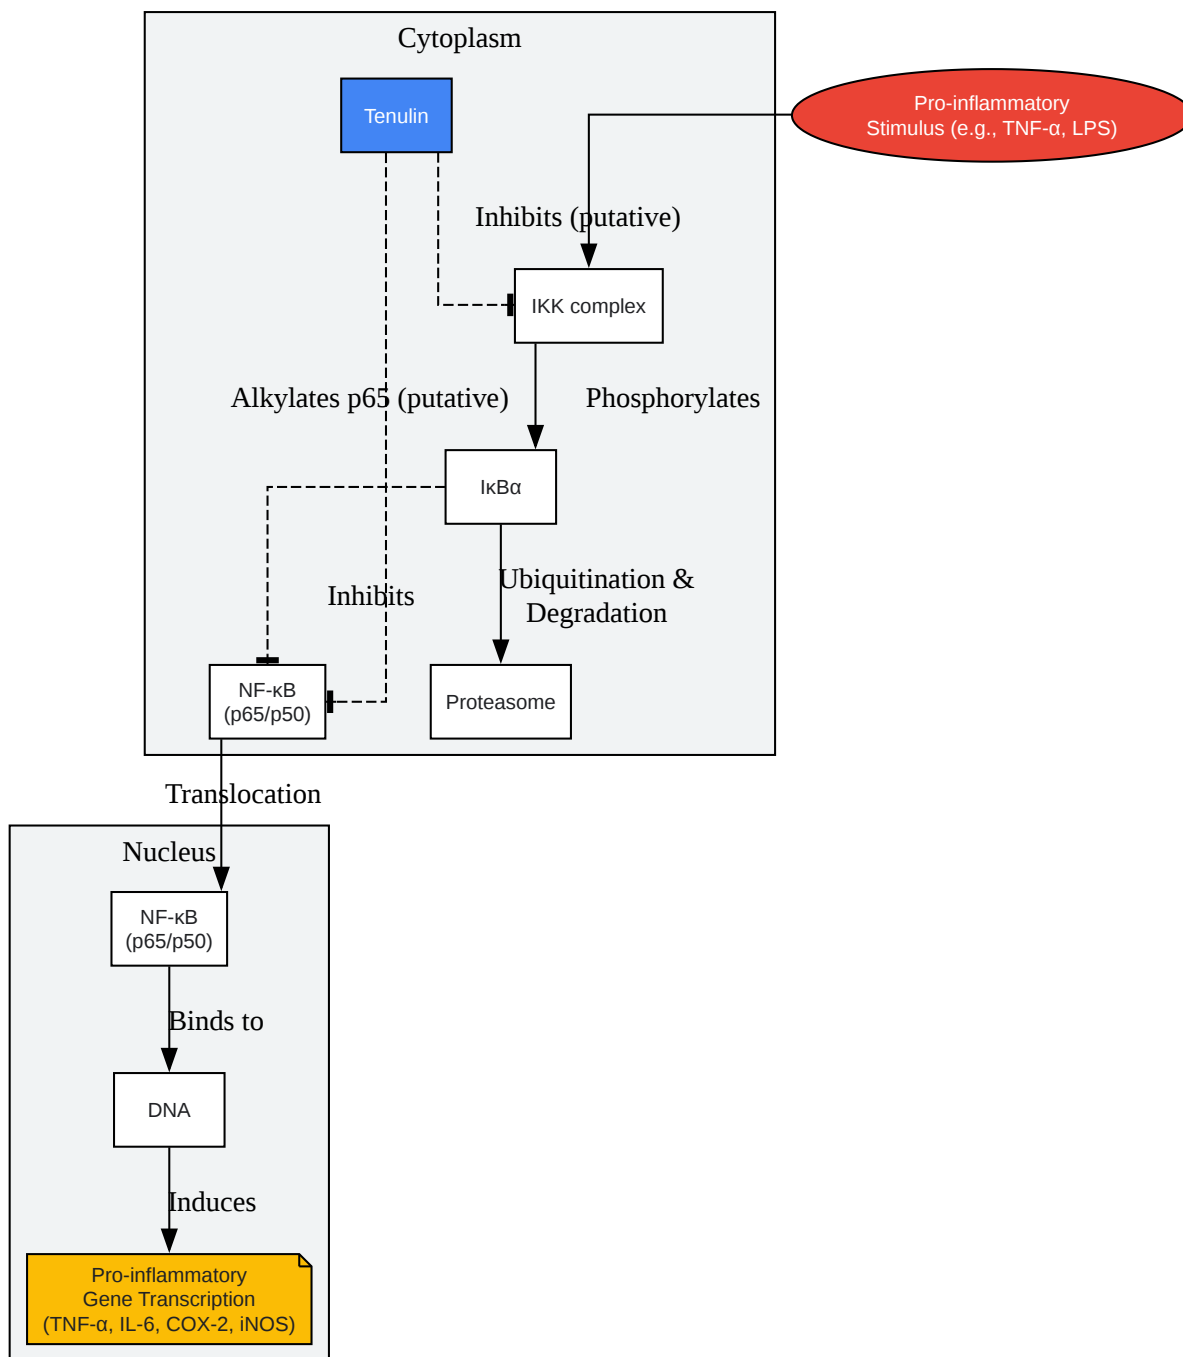 Cytoplasm
Tenulin
Pro-inflammatory
Stimulus (e.g., TNF-α, LPS)
Inhibits (putative)
IKK complex
Alkylates p65 (putative)
Phosphorylates
IκBα
Ubiquitination &
Degradation
Inhibits
NF-κB
(p65/p50)
Proteasome
Translocation
Nucleus
NF-κB
(p65/p50)
Binds to
DNA
Induces
Pro-inflammatory
Gene Transcription
(TNF-α, IL-6, COX-2, iNOS)